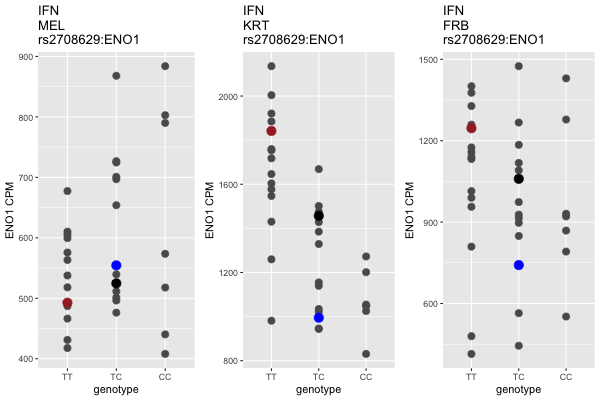 IFN
MEL
rs2708629:ENO1
900
800
700
600
500
400
ENO1 CPM
TT
TC
CC
genotype
IFN
KRT
rs2708629:ENO1
2000
1600
1200
800
ENO1 CPM
TT
TC
CC
genotype
IFN
FRB
rs2708629:ENO1
1500
1200
900
600
ENO1 CPM
TT
TC
CC
genotype